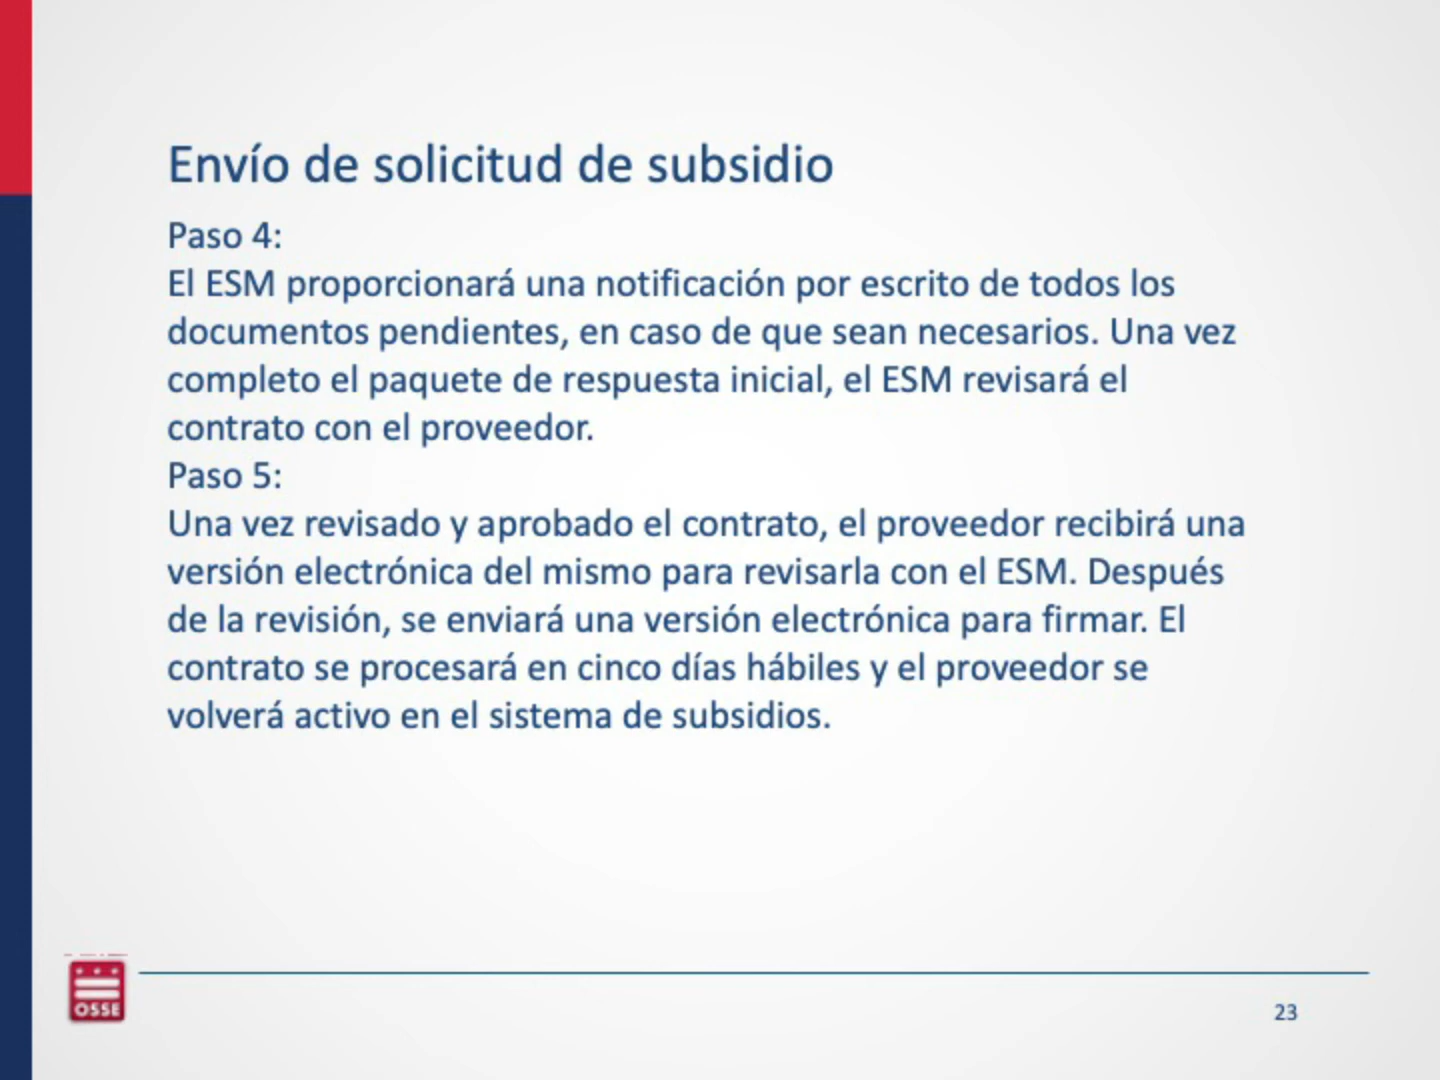 Envío de solicitud de subsidio
Paso 4:
El ESM proporcionará una notificación por escrito de todos los
documentos pendientes, en caso de que sean necesarios. Una vez
completo el paquete de respuesta inicial, el ESM revisará el
contrato con el proveedor.
Paso 5:
Una vez revisado y aprobado el contrato, el proveedor recibirá una
versión electrónica del mismo para revisarla con el ESM. Después
de la revisión, se enviará una versión electrónica para firmar. El
contrato se procesará en cinco días hábiles y el proveedor se
volverá activo en el sistema de subsidios.
OSSE
23